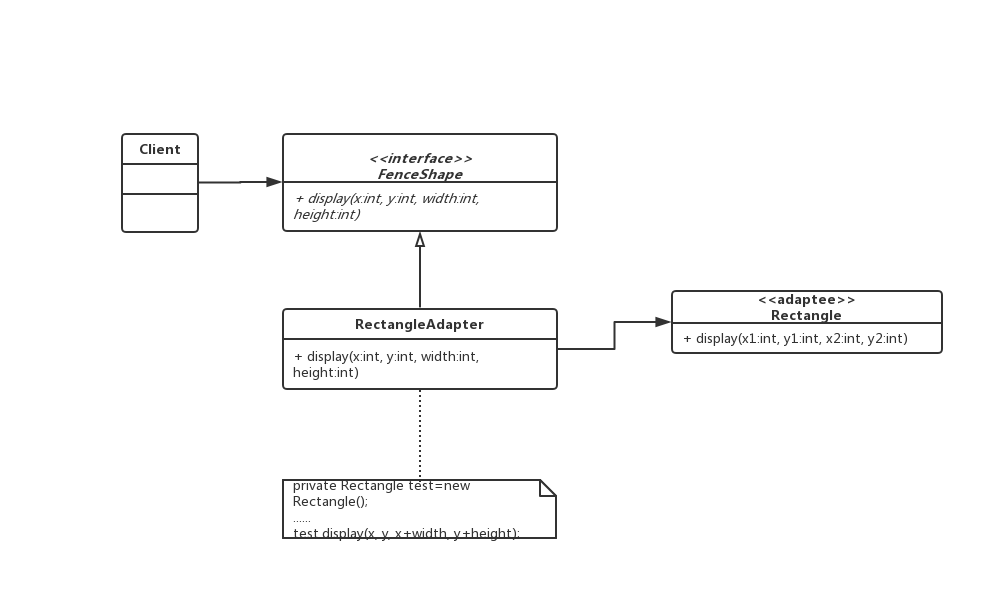 Client
<<interface>>
FenceShape
+ display(x:int, y:int, width:int,
height:int)
RectangleAdapter
+ display(x:int, y:int, width:int,
height:int)
<<adaptee>>
Rectangle
+ display(x1:int, y1:int, x2:int, y2:int)
private Rectangle test=new
Rectangle();
......
test.display(x, y, x+width, y+height);